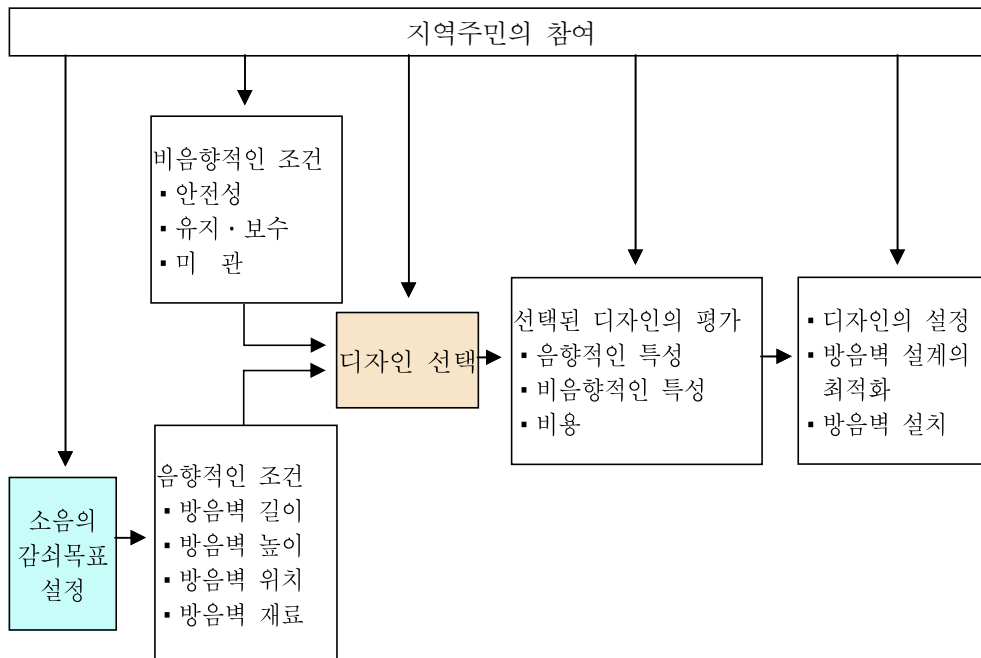 지역주민의 참여
비음향적인 조건
▪ 안전성
▪ 유지·보수
▪ 미 관
소음의
감쇠목표
설정
음향적인 조건
▪ 방음벽 길이
▪ 방음벽 높이
▪ 방음벽 위치
▪ 방음벽 재료
디자인 선택
선택된 디자인의 평가
▪ 음향적인 특성
▪ 비음향적인 특성
▪ 비용
▪ 디자인의 설정
▪ 방음벽 설계의
최적화
▪ 방음벽 설치